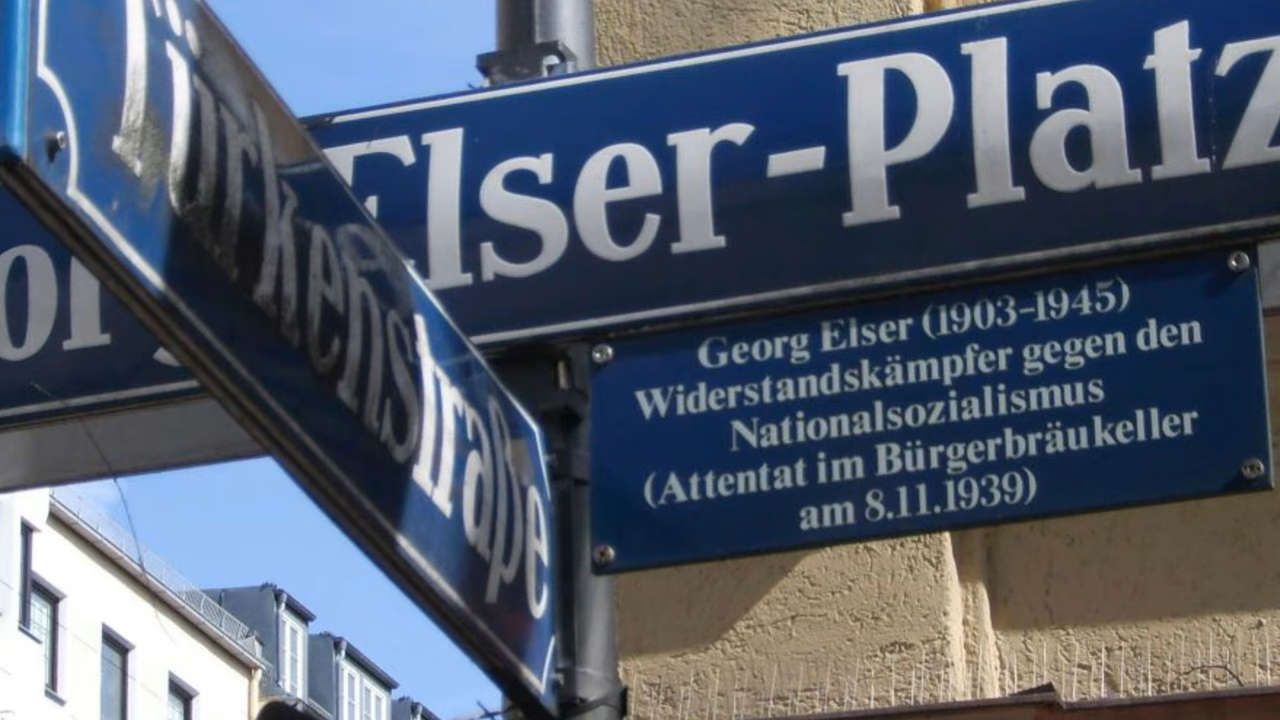 Türkenstraße
Elser-Platz
Georg Elser (1903-1945)
Widerstandskämpfer gegen den
Nationalsozialismus
(Attentat im Bürgerbräukeller
am 8.11.1939)